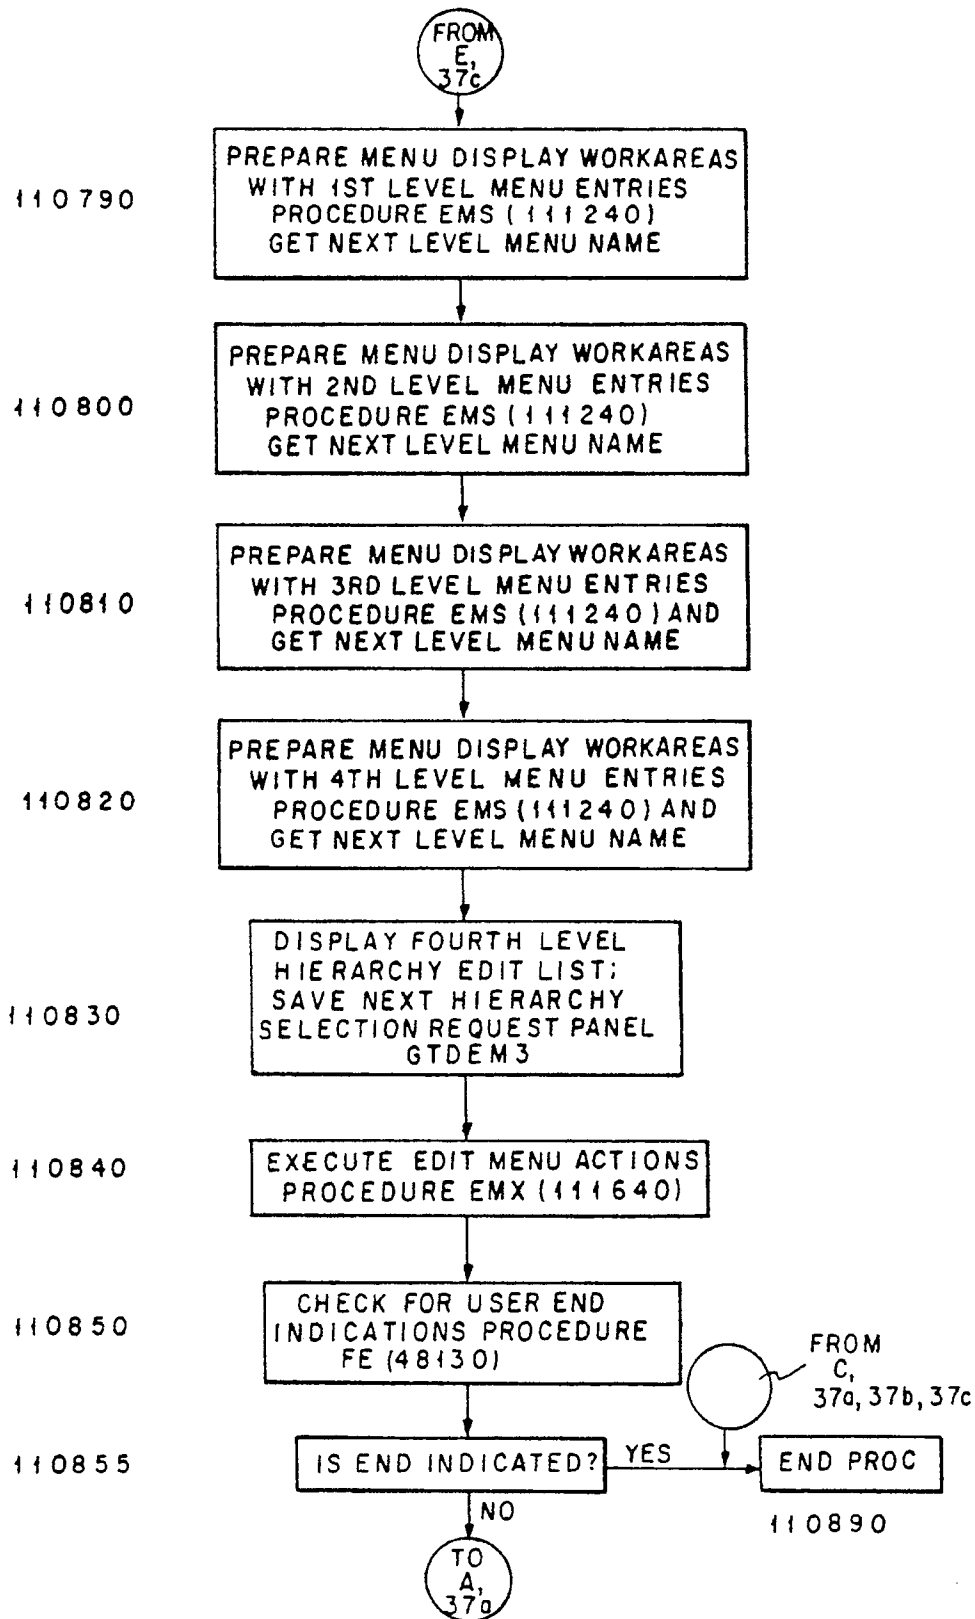 FROM
E,
37c
110790
PREPARE MENU DISPLAY WORKAREAS
WITH 1ST LEVEL MENU ENTRIES
PROCEDURE EMS (111240)
GET NEXT LEVEL MENU NAME
110800
PREPARE MENU DISPLAY WORKAREAS
WITH 2ND LEVEL MENU ENTRIES
PROCEDURE EMS (111240)
GET NEXT LEVEL MENU NAME
110810
PREPARE MENU DISPLAY WORKAREAS
WITH 3RD LEVEL MENU ENTRIES
PROCEDURE EMS (111240) AND
GET NEXT LEVEL MENU NAME
110820
PREPARE MENU DISPLAY WORKAREAS
WITH 4TH LEVEL MENU ENTRIES
PROCEDURE EMS (111240) AND
GET NEXT LEVEL MENU NAME
110830
DISPLAY FOURTH LEVEL
HIERARCHY EDIT LIST;
SAVE NEXT HIERARCHY
SELECTION REQUEST PANEL
GTDEM3
110840
EXECUTE EDIT MENU ACTIONS
PROCEDURE EMX (111640)
110850
CHECK FOR USER END
INDICATIONS PROCEDURE
FE (48130)
FROM
C,
37a, 37b, 37c
110855
IS END INDICATED?
YES
END PROC
110890
NO
TO
A,
37a